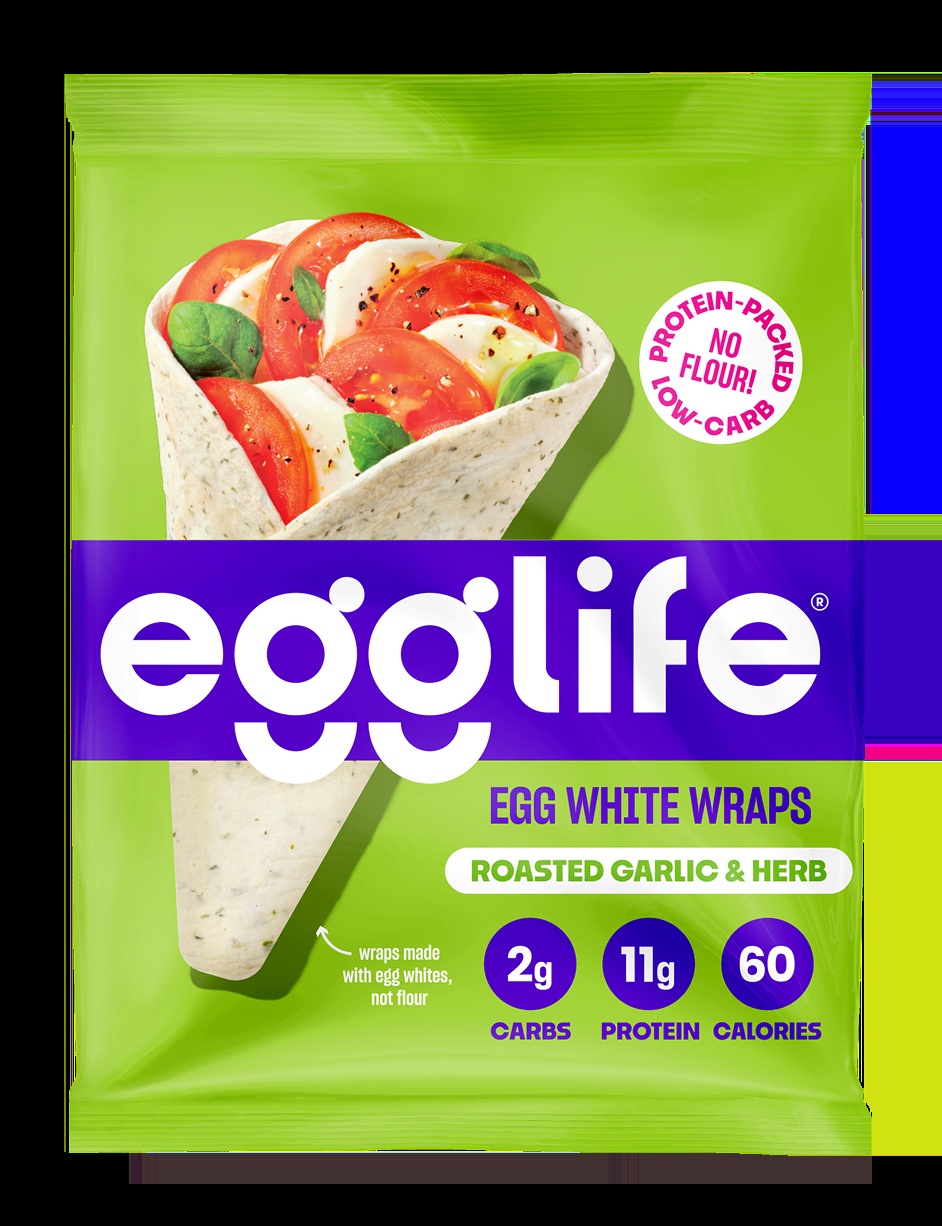 PROTEIN-PACKED
NO
FLOUR!
LOW-CARB
egglife®
EGG WHITE WRAPS
ROASTED GARLIC & HERB
wraps made
with egg whites,
not flour
2g
CARBS
11g
PROTEIN
60
CALORIES